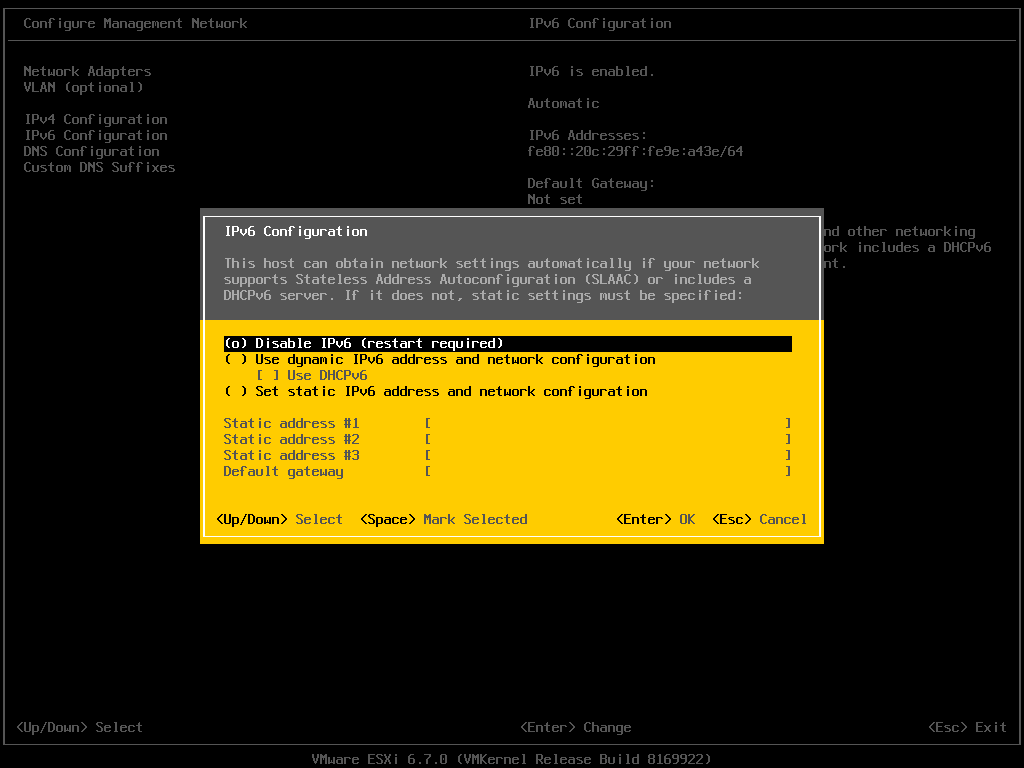 Configure Management Network
IPv6 Configuration
Network Adapters
VLAN (optional)
IPv4 Configuration
IPv6 Configuration
DNS Configuration
Custom DNS Suffixes
IPv6 is enabled.
Automatic
IPv6 Addresses:
fe80::20c:29ff:fe9e:a43e/64
Default Gateway:
Not set
nd other networking
ork includes a DHCPv6
nt.
IPv6 Configuration
This host can obtain network settings automatically if your network
supports Stateless Address Autoconfiguration (SLAAC) or includes a
DHCPv6 server. If it does not, static settings must be specified:
(o) Disable IPv6 (restart required)
( ) Use dynamic IPv6 address and network configuration
[ ] Use DHCPv6
( ) Set static IPv6 address and network configuration
Static address #1 [ ]
Static address #2 [ ]
Static address #3 [ ]
Default gateway [ ]
<Up/Down> Select <Space> Mark Selected <Enter> OK <Esc> Cancel
<Up/Down> Select <Enter> Change <Esc> Exit
VMware ESXi 6.7.0 (VMKernel Release Build 8169922)